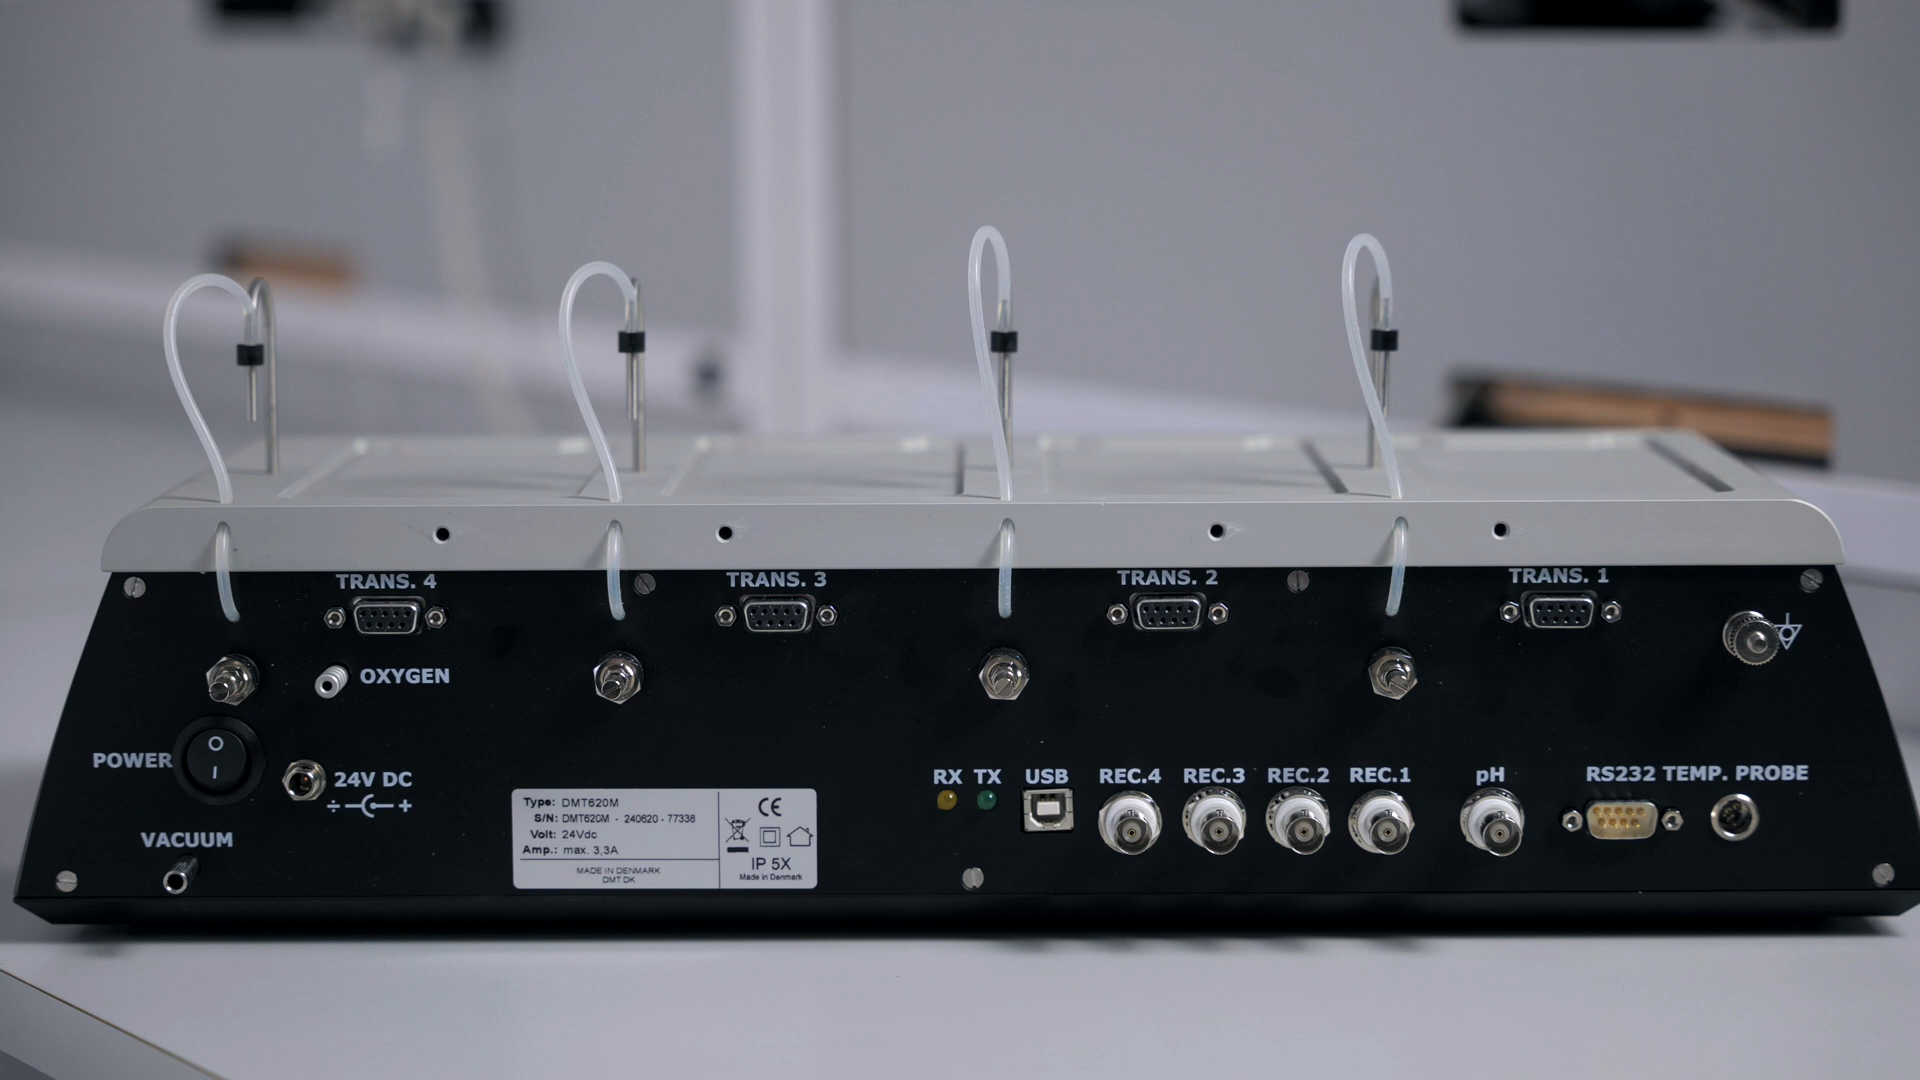 TRANS. 4
TRANS. 3
TRANS. 2
TRANS. 1
OXYGEN
POWER
O
I
24V DC
÷ +
VACUUM
Type: DMT620M
S/N: DMT620M - 240620 - 77338
Volt: 24Vdc
Amp.: max. 3,3A
MADE IN DENMARK
DMT.DK
CE
IP 5X
Made in Denmark
RX TX USB REC.4 REC.3 REC.2 REC.1 pH RS232 TEMP. PROBE